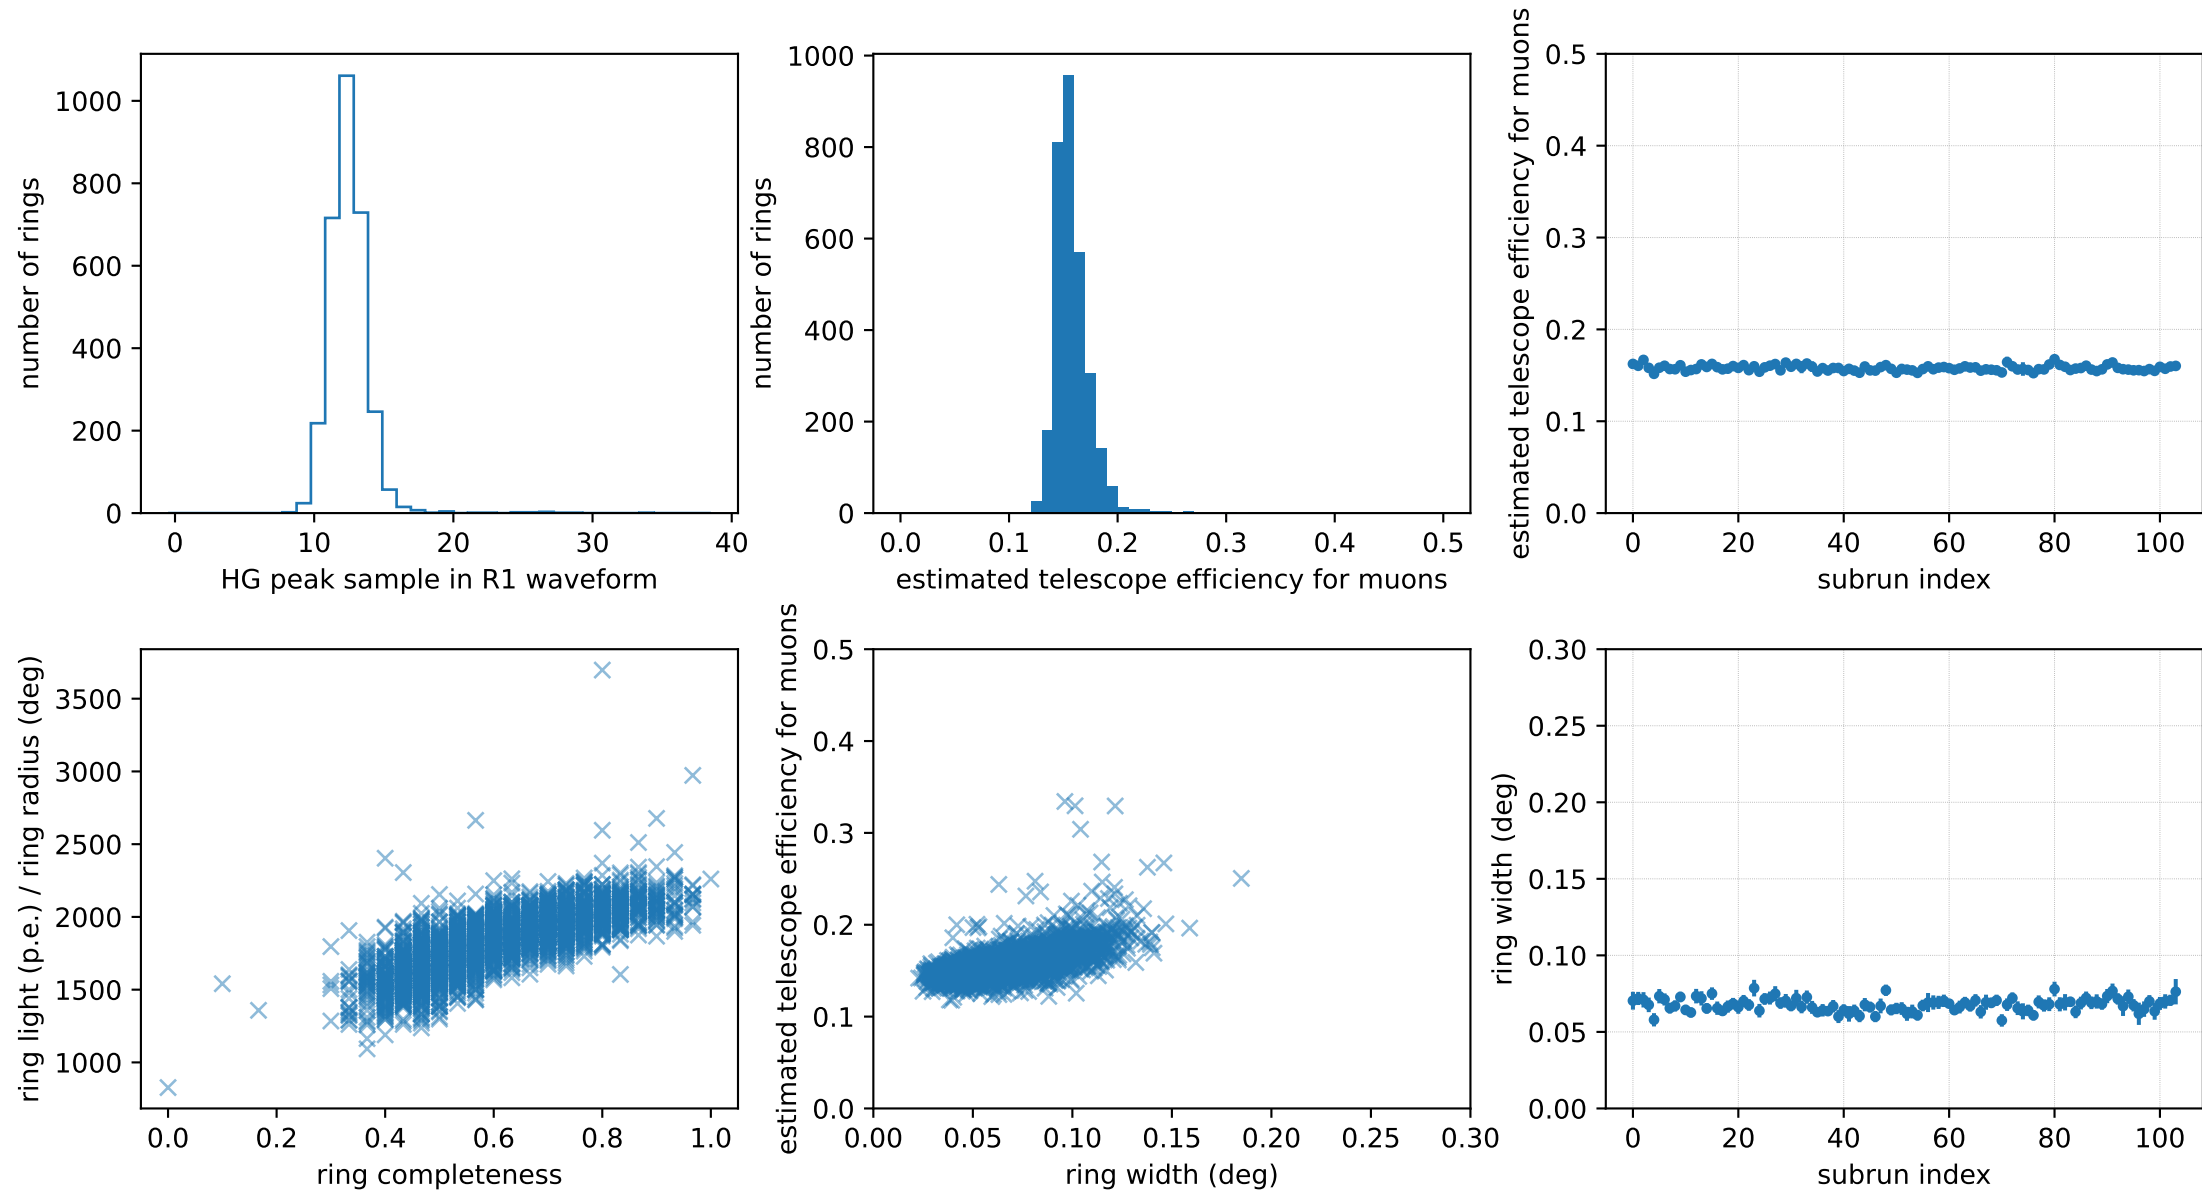 number of rings
1000
800
600
400
200
0
0 10 20 30 40
HG peak sample in R1 waveform
number of rings
1000
800
600
400
200
0
0.0 0.1 0.2 0.3 0.4 0.5
estimated telescope efficiency for muons
estimated telescope efficiency for muons
0.5
0.4
0.3
0.2
0.1
0.0
0 20 40 60 80 100
subrun index
ring light (p.e.) / ring radius (deg)
3500
3000
2500
2000
1500
1000
0.0 0.2 0.4 0.6 0.8 1.0
ring completeness
estimated telescope efficiency for muons
0.5
0.4
0.3
0.2
0.1
0.0
0.00 0.05 0.10 0.15 0.20 0.25 0.30
ring width (deg)
ring width (deg)
0.30
0.25
0.20
0.15
0.10
0.05
0.00
0 20 40 60 80 100
subrun index